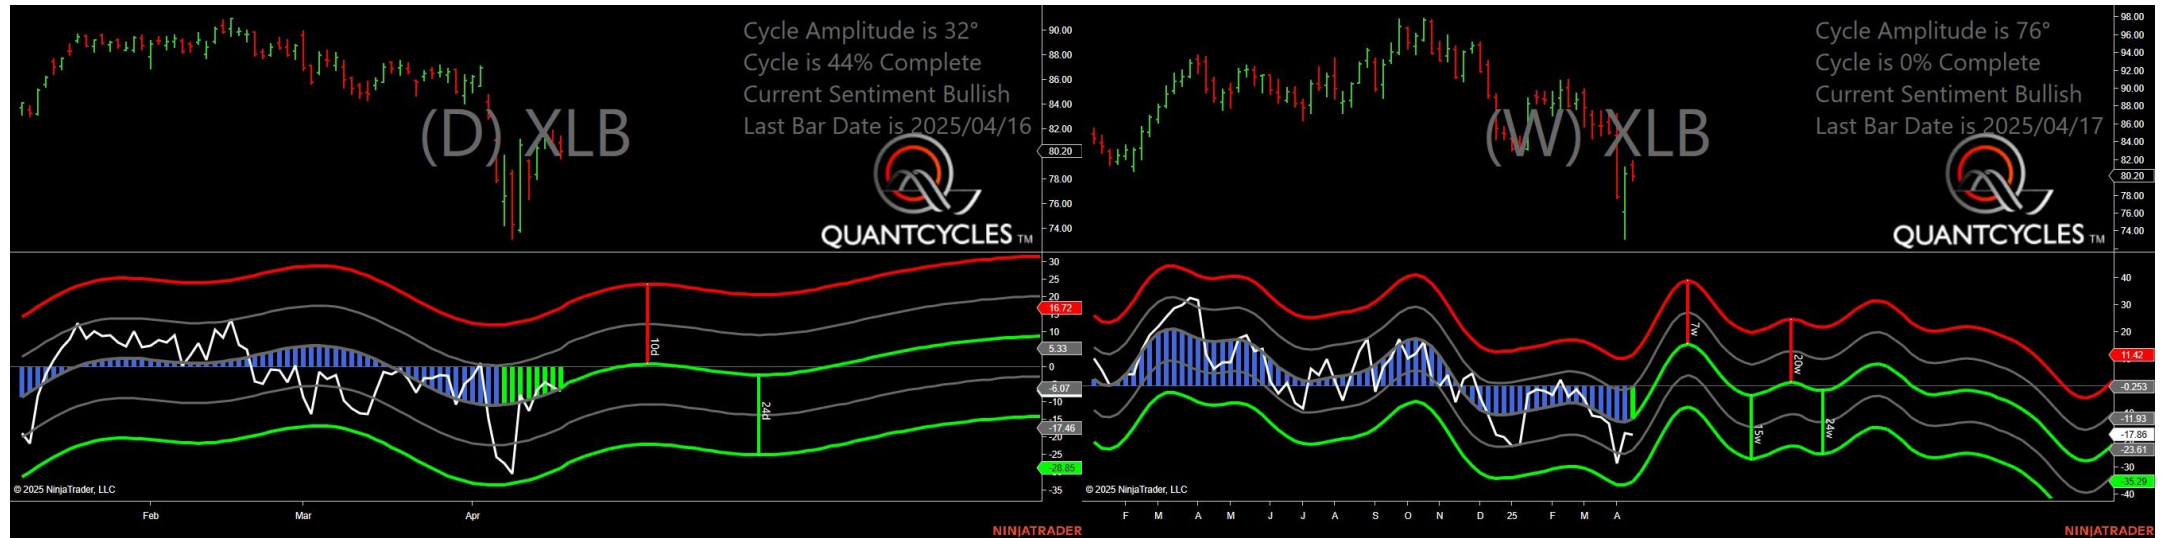 Cycle Amplitude is 32°
Cycle is 44% Complete
Current Sentiment Bullish
Last Bar Date is 2025/04/16
(D) XLB
QUANTCYCLES TM
90.00
88.00
86.00
84.00
82.00
80.20
78.00
76.00
74.00
30
25
20
16.72
10
5.33
0
-6.07
-10
-15
-17.46
-20
-25
-28.85
-35
10d
24d
© 2025 NinjaTrader, LLC
Feb Mar Apr
NINJATRADER
Cycle Amplitude is 76°
Cycle is 0% Complete
Current Sentiment Bullish
Last Bar Date is 2025/04/17
(W) XLB
QUANTCYCLES TM
98.00
96.00
94.00
92.00
90.00
88.00
86.00
84.00
82.00
80.20
78.00
76.00
74.00
40
30
20
11.42
-0.253
-11.93
-17.86
-23.61
-30
-35.29
-40
7w
20w
15w
24w
© 2025 NinjaTrader, LLC
F M A M J J A S O N D 25 F M A
NINJATRADER